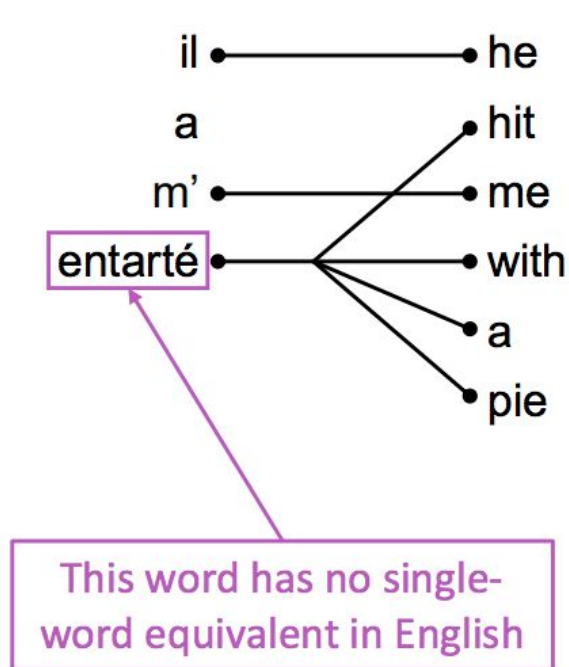 il he
a hit
m’ me
entarté with
a
pie
This word has no single-
word equivalent in English